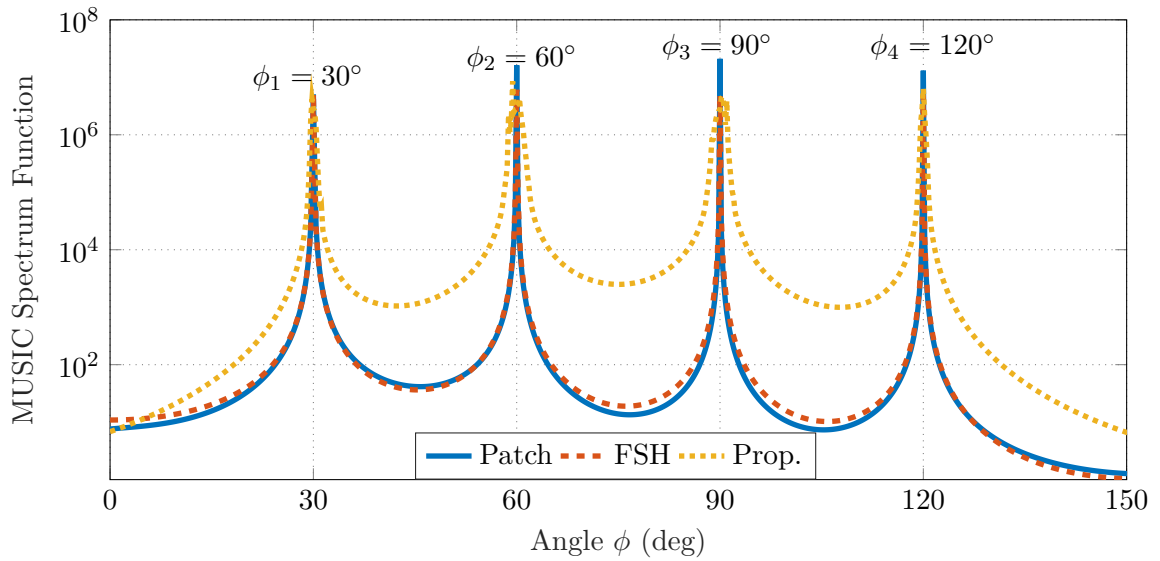 10^8
10^6
10^4
10^2
MUSIC Spectrum Function
ϕ₁ = 30°
ϕ₂ = 60°
ϕ₃ = 90°
ϕ₄ = 120°
Patch FSH Prop.
0 30 60 90 120 150
Angle ϕ (deg)